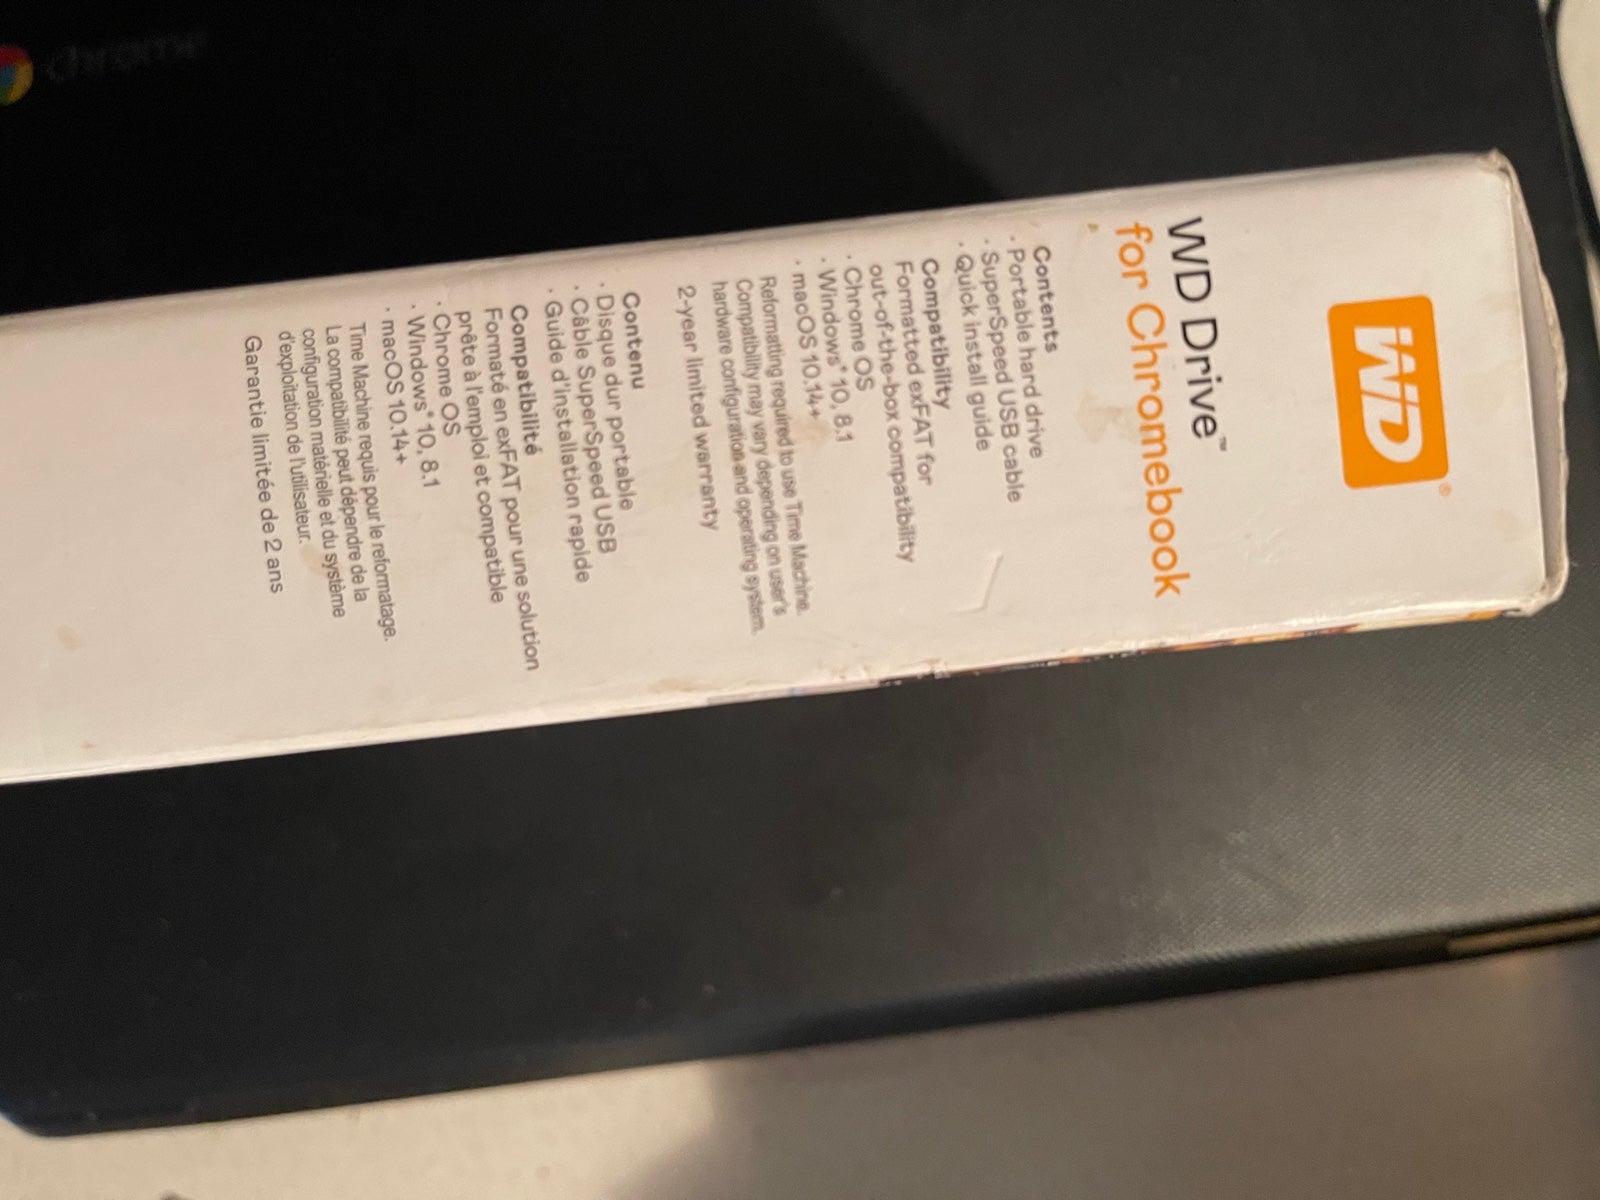 chrome
WD
®
WD Drive™
for Chromebook
Contents
· Portable hard drive
· SuperSpeed USB cable
· Quick install guide
Compatibility
Formatted exFAT for
out-of-the-box compatibility
· Chrome OS
· Windows® 10, 8.1
· macOS 10.14+
Reformatting required to use Time Machine.
Compatibility may vary depending on user's
hardware configuration and operating system.
2-year limited warranty
Contenu
· Disque dur portable
· Câble SuperSpeed USB
· Guide d'installation rapide
Compatibilité
Formaté en exFAT pour une solution
prête à l'emploi et compatible
· Chrome OS
· Windows® 10, 8.1
· macOS 10.14+
Time Machine requis pour le reformatage.
La compatibilité peut dépendre de la
configuration matérielle et du système
d'exploitation de l'utilisateur.
Garantie limitée de 2 ans